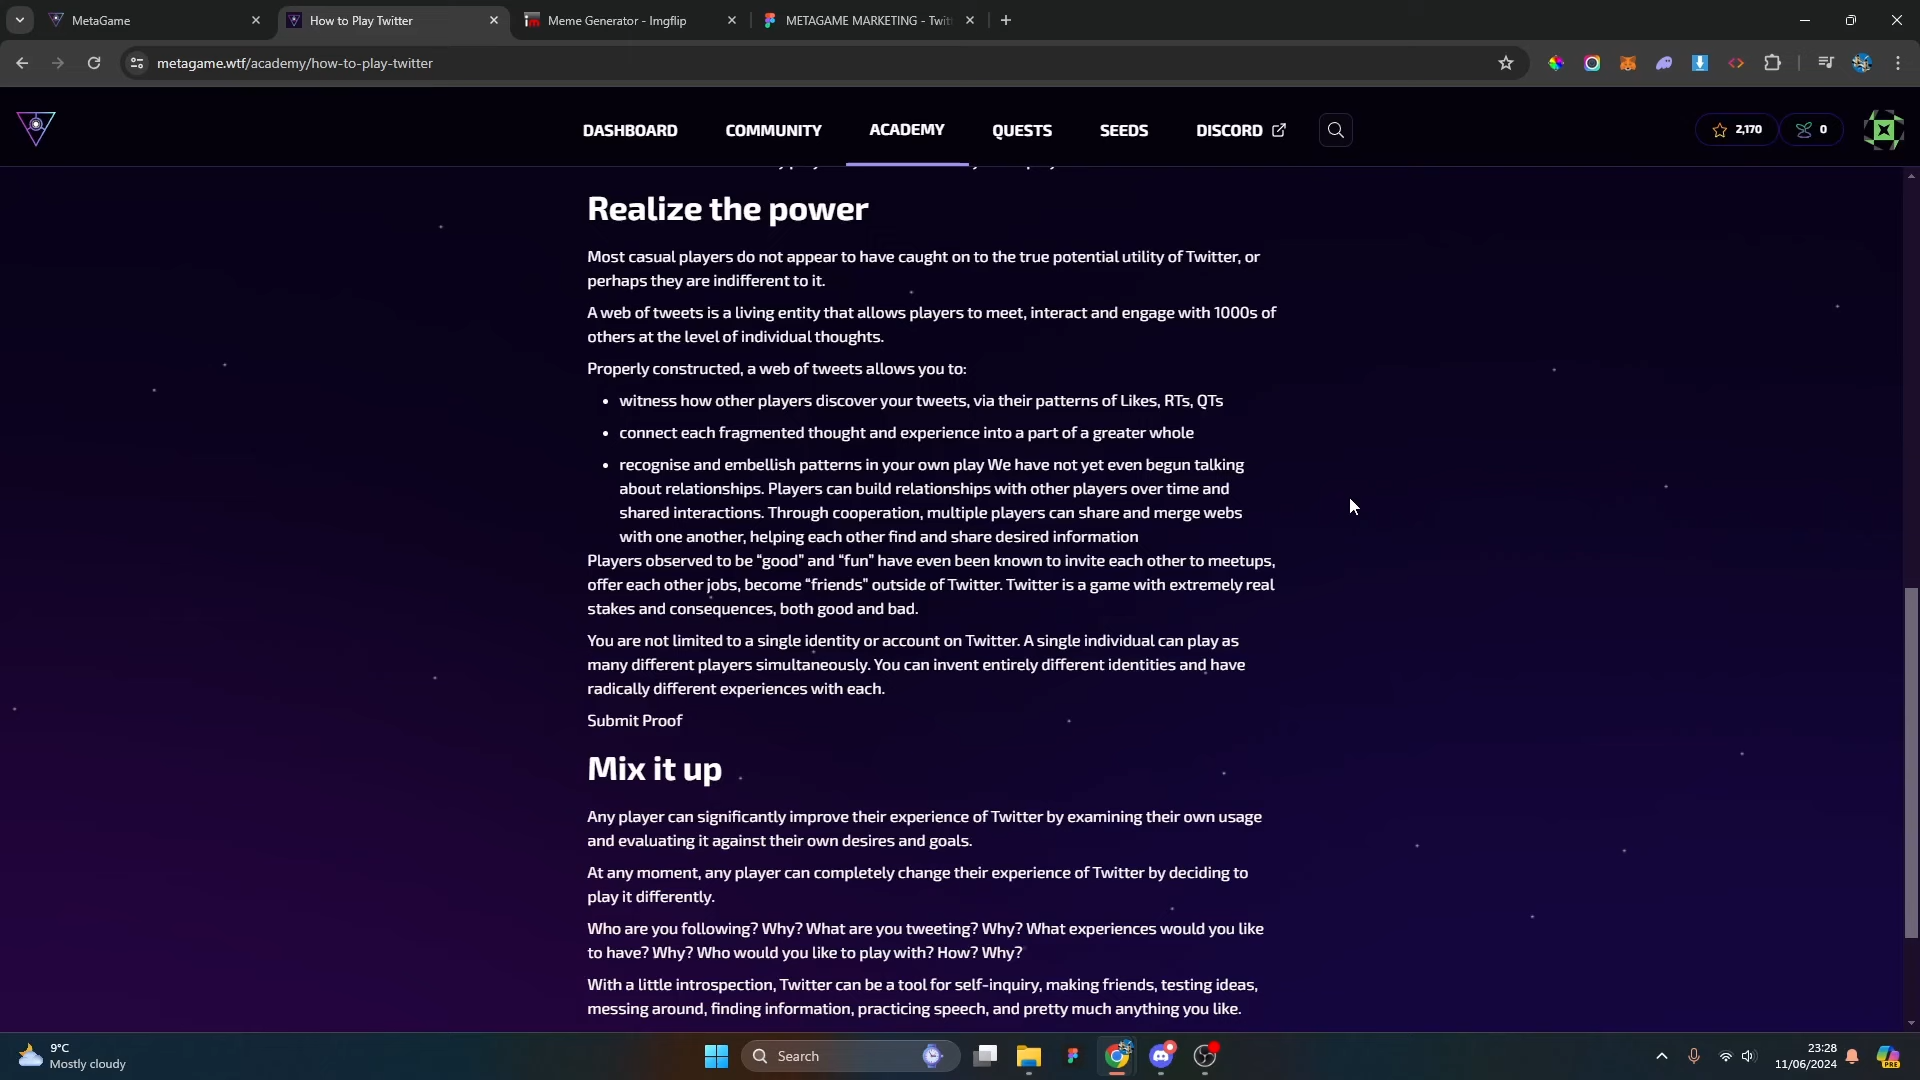 MetaGame
How to Play Twitter
Meme Generator - Imgflip
METAGAME MARKETING - Twit
metagame.wtf/academy/how-to-play-twitter
DASHBOARD
COMMUNITY
ACADEMY
QUESTS
SEEDS
DISCORD
2,170
0
Realize the power
Most casual players do not appear to have caught on to the true potential utility of Twitter, or
perhaps they are indifferent to it.
A web of tweets is a living entity that allows players to meet, interact and engage with 1000s of
others at the level of individual thoughts.
Properly constructed, a web of tweets allows you to:
• witness how other players discover your tweets, via their patterns of Likes, RTs, QTs
• connect each fragmented thought and experience into a part of a greater whole
• recognise and embellish patterns in your own play We have not yet even begun talking
about relationships. Players can build relationships with other players over time and
shared interactions. Through cooperation, multiple players can share and merge webs
with one another, helping each other find and share desired information
Players observed to be “good” and “fun” have even been known to invite each other to meetups,
offer each other jobs, become “friends” outside of Twitter. Twitter is a game with extremely real
stakes and consequences, both good and bad.
You are not limited to a single identity or account on Twitter. A single individual can play as
many different players simultaneously. You can invent entirely different identities and have
radically different experiences with each.
Submit Proof
Mix it up
Any player can significantly improve their experience of Twitter by examining their own usage
and evaluating it against their own desires and goals.
At any moment, any player can completely change their experience of Twitter by deciding to
play it differently.
Who are you following? Why? What are you tweeting? Why? What experiences would you like
to have? Why? Who would you like to play with? How? Why?
With a little introspection, Twitter can be a tool for self-inquiry, making friends, testing ideas,
messing around, finding information, practicing speech, and pretty much anything you like.
9°C
Mostly cloudy
Search
23:28
11/06/2024
PRE